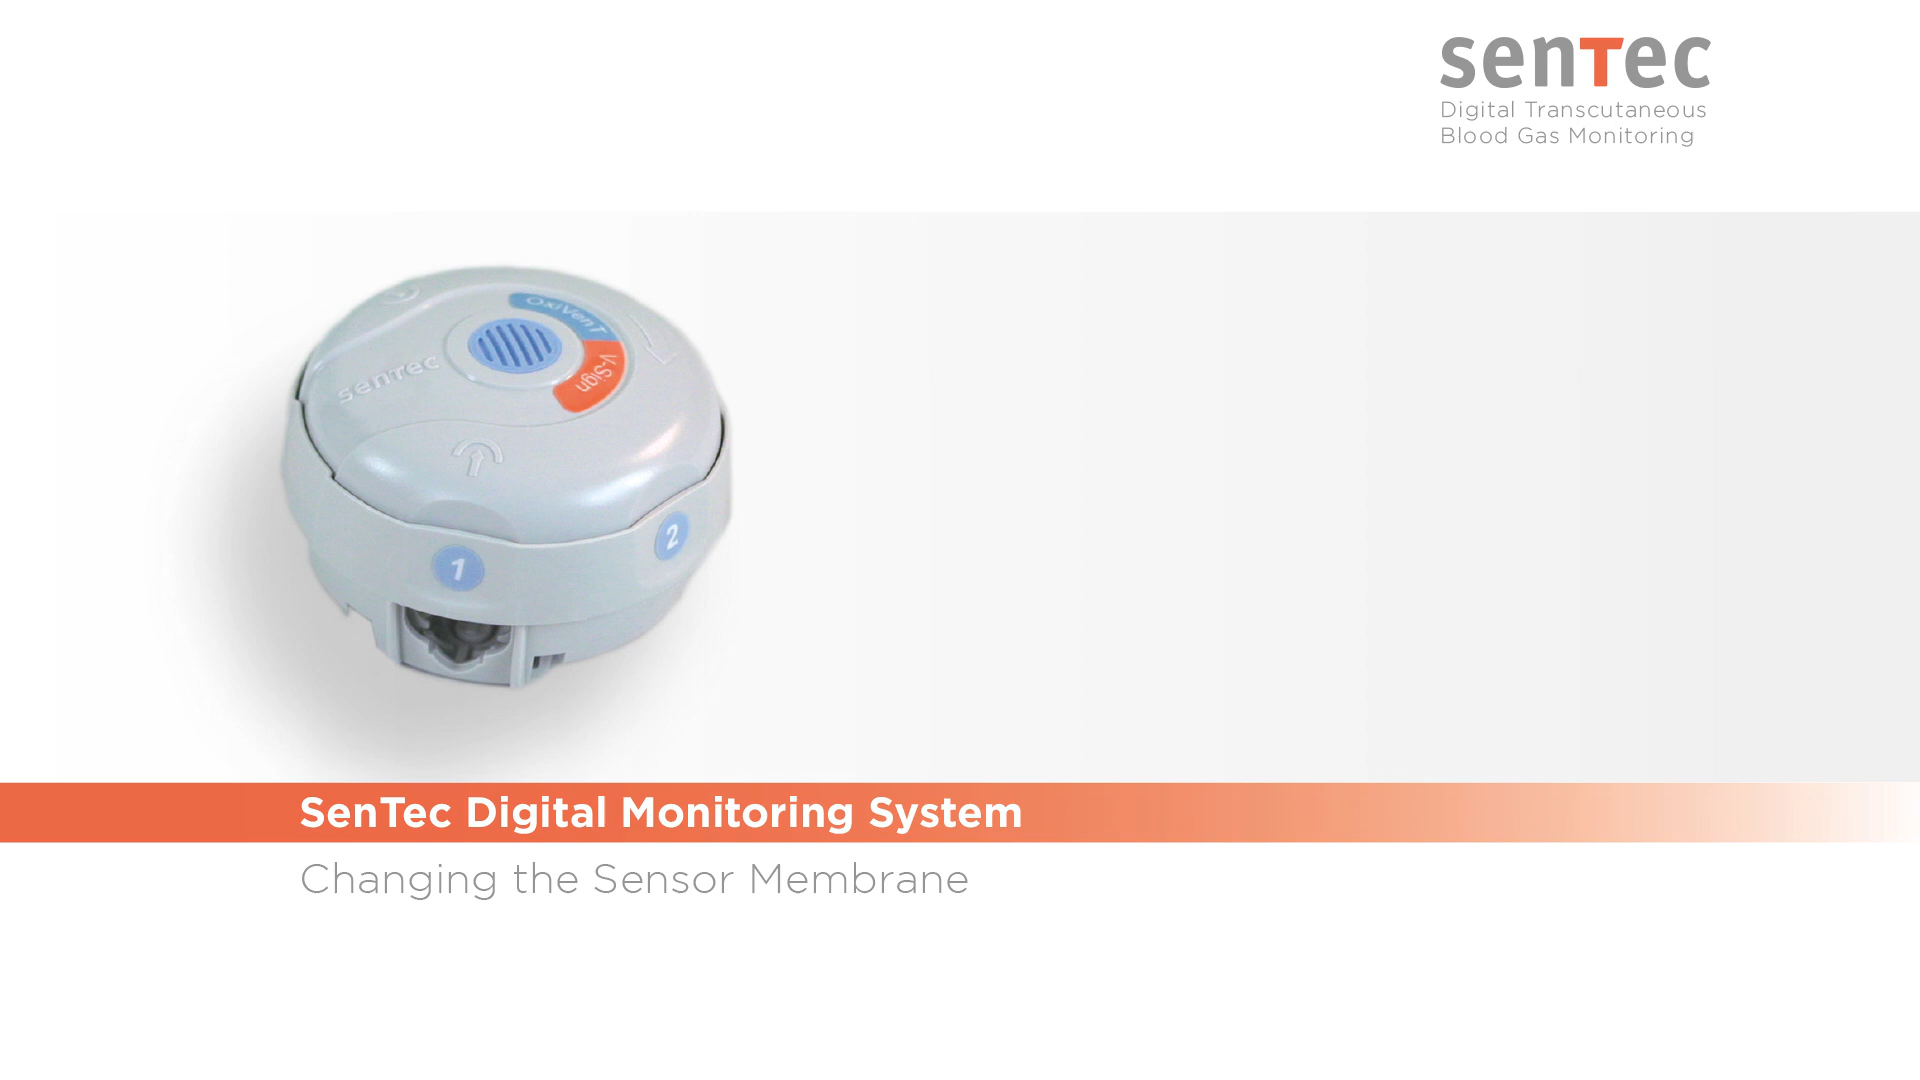 senTec
Digital Transcutaneous
Blood Gas Monitoring
OxiVenT
V-Sign
senTec
1
2
SenTec Digital Monitoring System
Changing the Sensor Membrane